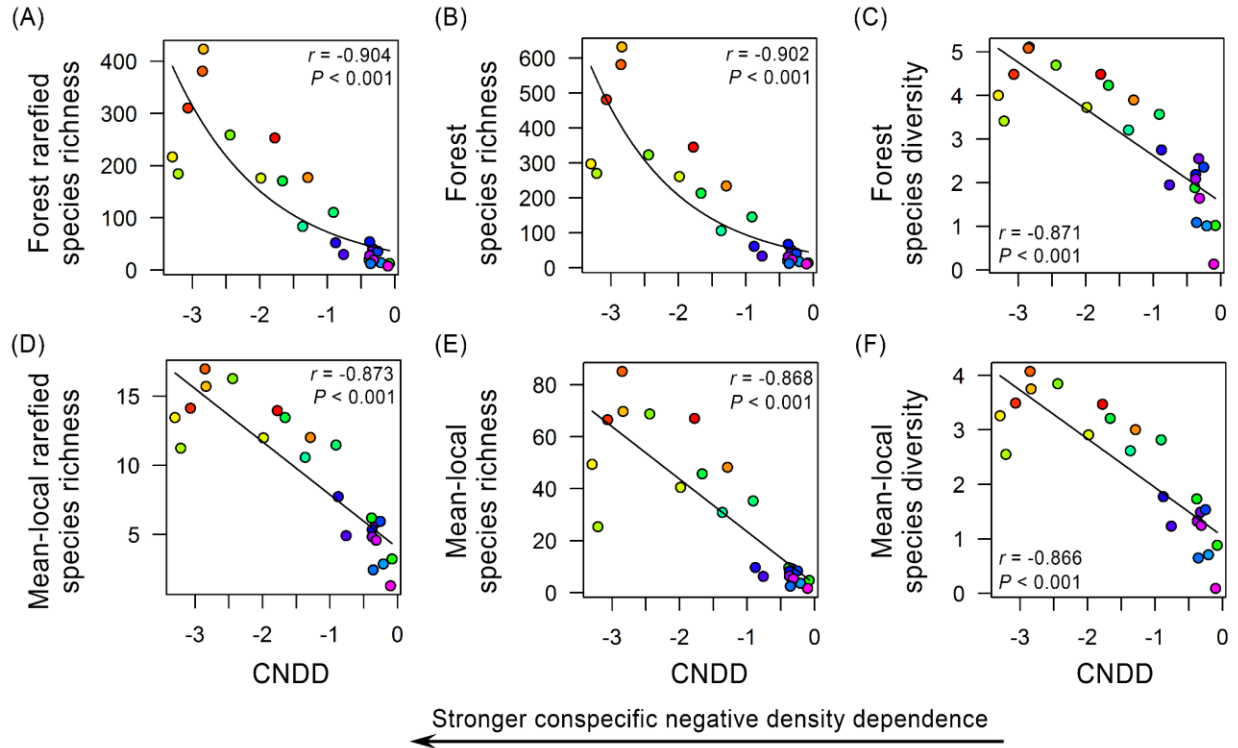 (A)
Forest rarefied
species richness
400
300
200
100
0
r = -0.904
P < 0.001
-3
-2
-1
0
(B)
Forest
species richness
600
500
400
300
200
100
0
r = -0.902
P < 0.001
-3
-2
-1
0
(C)
Forest
species diversity
5
4
3
2
1
0
r = -0.871
P < 0.001
-3
-2
-1
0
(D)
Mean-local rarefied
species richness
15
10
5
r = -0.873
P < 0.001
-3
-2
-1
0
CNDD
(E)
Mean-local
species richness
80
60
40
20
0
r = -0.868
P < 0.001
-3
-2
-1
0
CNDD
(F)
Mean-local
species diversity
4
3
2
1
0
r = -0.866
P < 0.001
-3
-2
-1
0
CNDD
Stronger conspecific negative density dependence